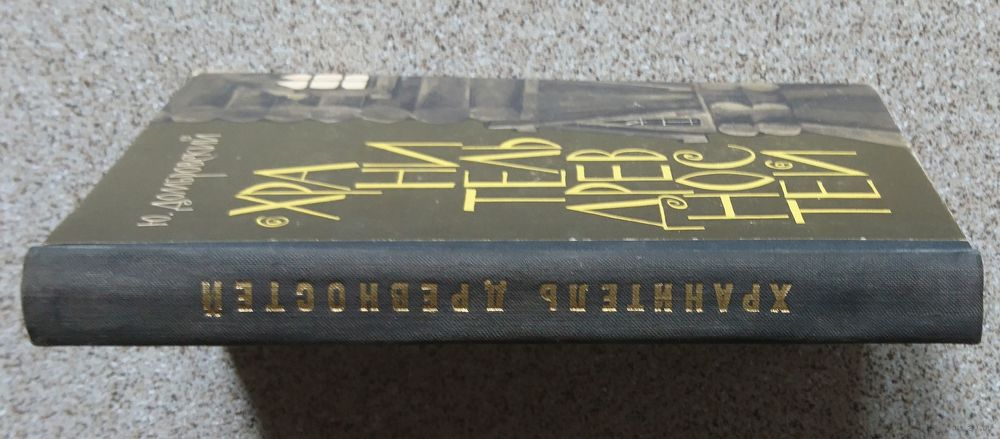 Ю. Домбровский
ХРА
НИ
ТЕЛЬ
ДРЕВ
НОС
ТЕЙ
ХРАНИТЕЛЬ ДРЕВНОСТЕЙ